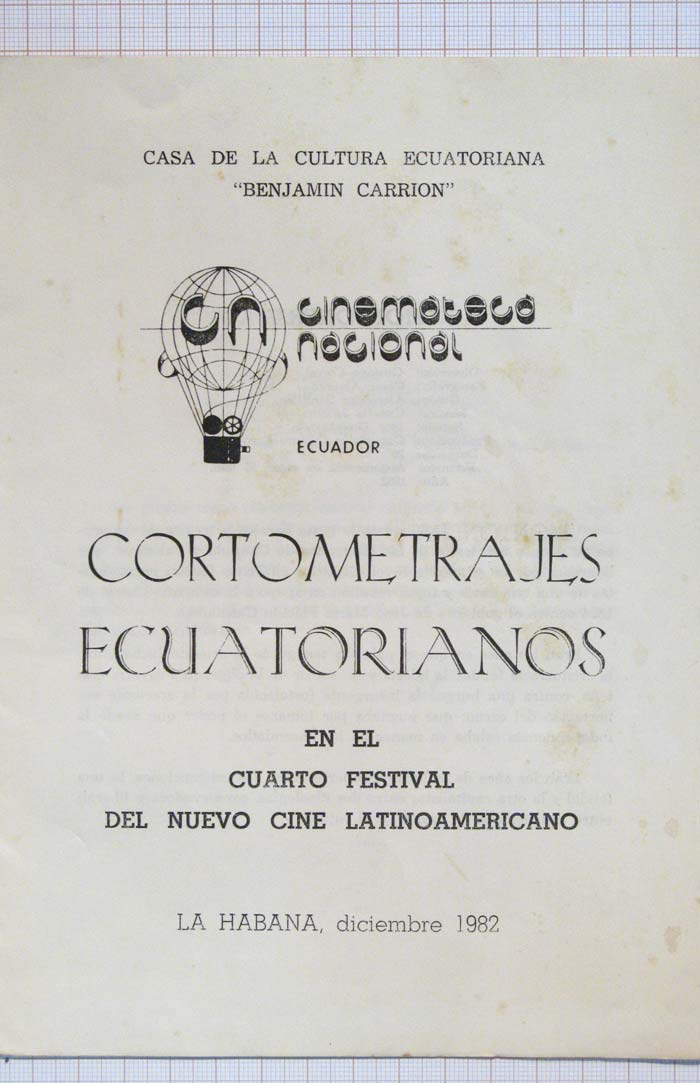 CASA DE LA CULTURA ECUATORIANA
"BENJAMIN CARRION"
cn cinemateca
nacional
ECUADOR
CORTOMETRAJES
ECUATORIANOS
EN EL
CUARTO FESTIVAL
DEL NUEVO CINE LATINOAMERICANO
LA HABANA, diciembre 1982